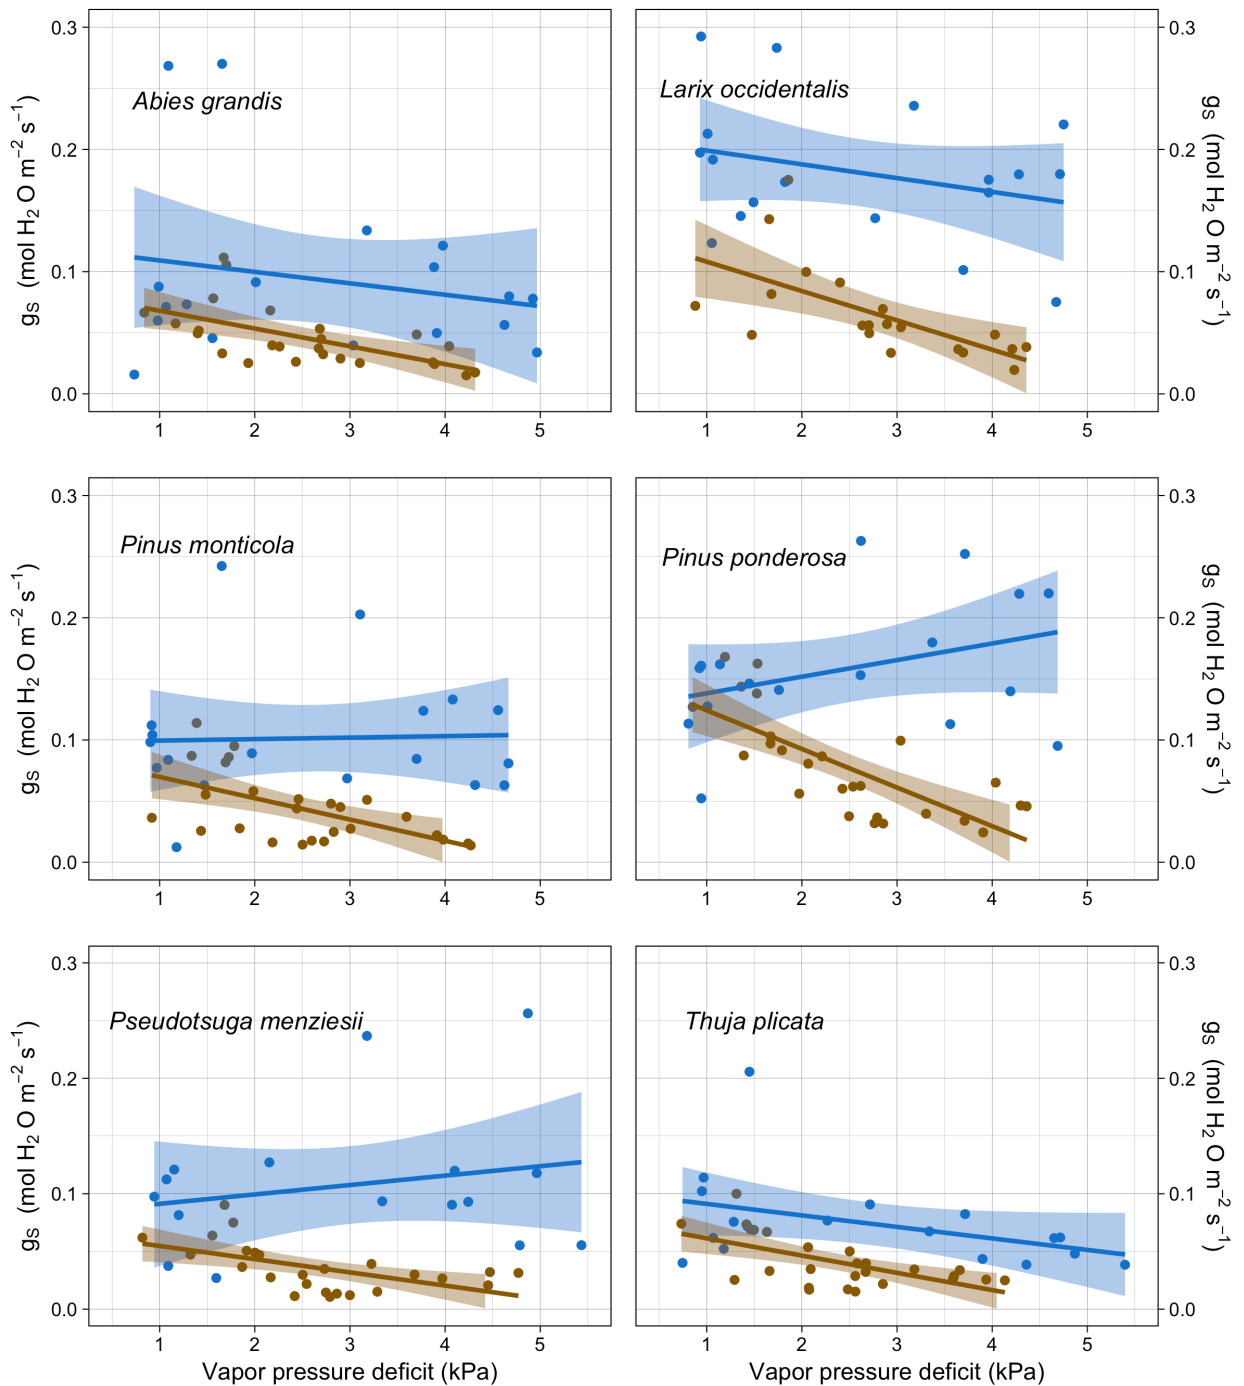 0.3
0.2
0.1
0.0
gS (mol H2 O m−2 s−1)
Abies grandis
1 2 3 4 5
Larix occidentalis
1 2 3 4 5
0.3
0.2
0.1
0.0
gS (mol H2 O m−2 s−1)
0.3
0.2
0.1
0.0
gS (mol H2 O m−2 s−1)
Pinus monticola
1 2 3 4 5
Pinus ponderosa
1 2 3 4 5
0.3
0.2
0.1
0.0
gS (mol H2 O m−2 s−1)
0.3
0.2
0.1
0.0
gS (mol H2 O m−2 s−1)
Pseudotsuga menziesii
1 2 3 4 5
Vapor pressure deficit (kPa)
Thuja plicata
1 2 3 4 5
Vapor pressure deficit (kPa)
0.3
0.2
0.1
0.0
gS (mol H2 O m−2 s−1)